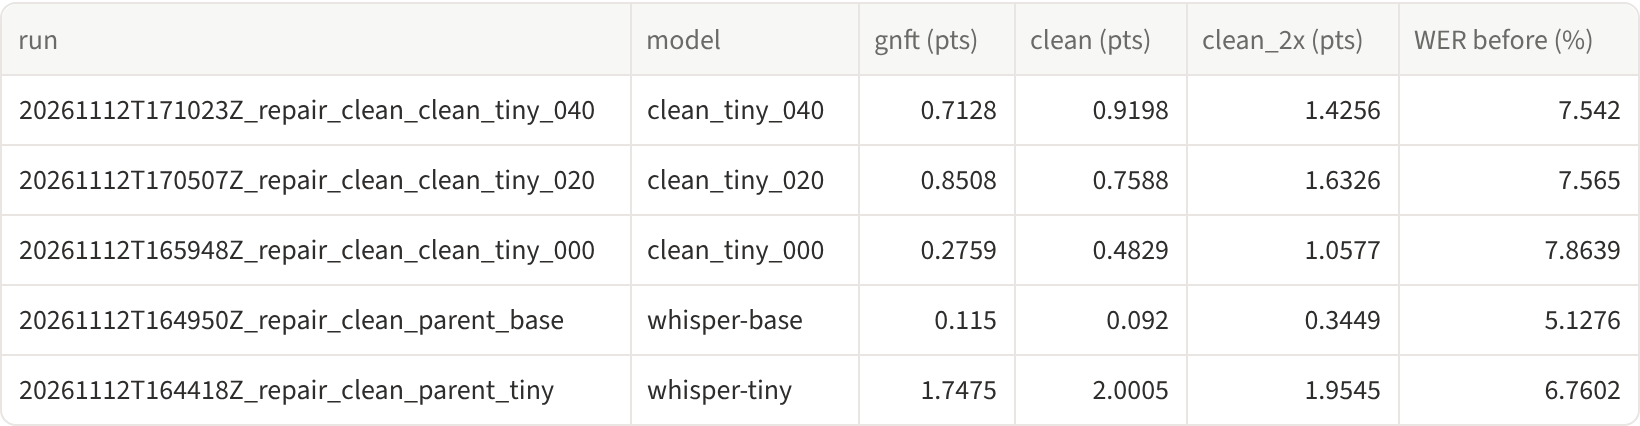 run model gnft (pts) clean (pts) clean_2x (pts) WER before (%)
20261112T171023Z_repair_clean_clean_tiny_040 clean_tiny_040 0.7128 0.9198 1.4256 7.542
20261112T170507Z_repair_clean_clean_tiny_020 clean_tiny_020 0.8508 0.7588 1.6326 7.565
20261112T165948Z_repair_clean_clean_tiny_000 clean_tiny_000 0.2759 0.4829 1.0577 7.8639
20261112T164950Z_repair_clean_parent_base whisper-base 0.115 0.092 0.3449 5.1276
20261112T164418Z_repair_clean_parent_tiny whisper-tiny 1.7475 2.0005 1.9545 6.7602